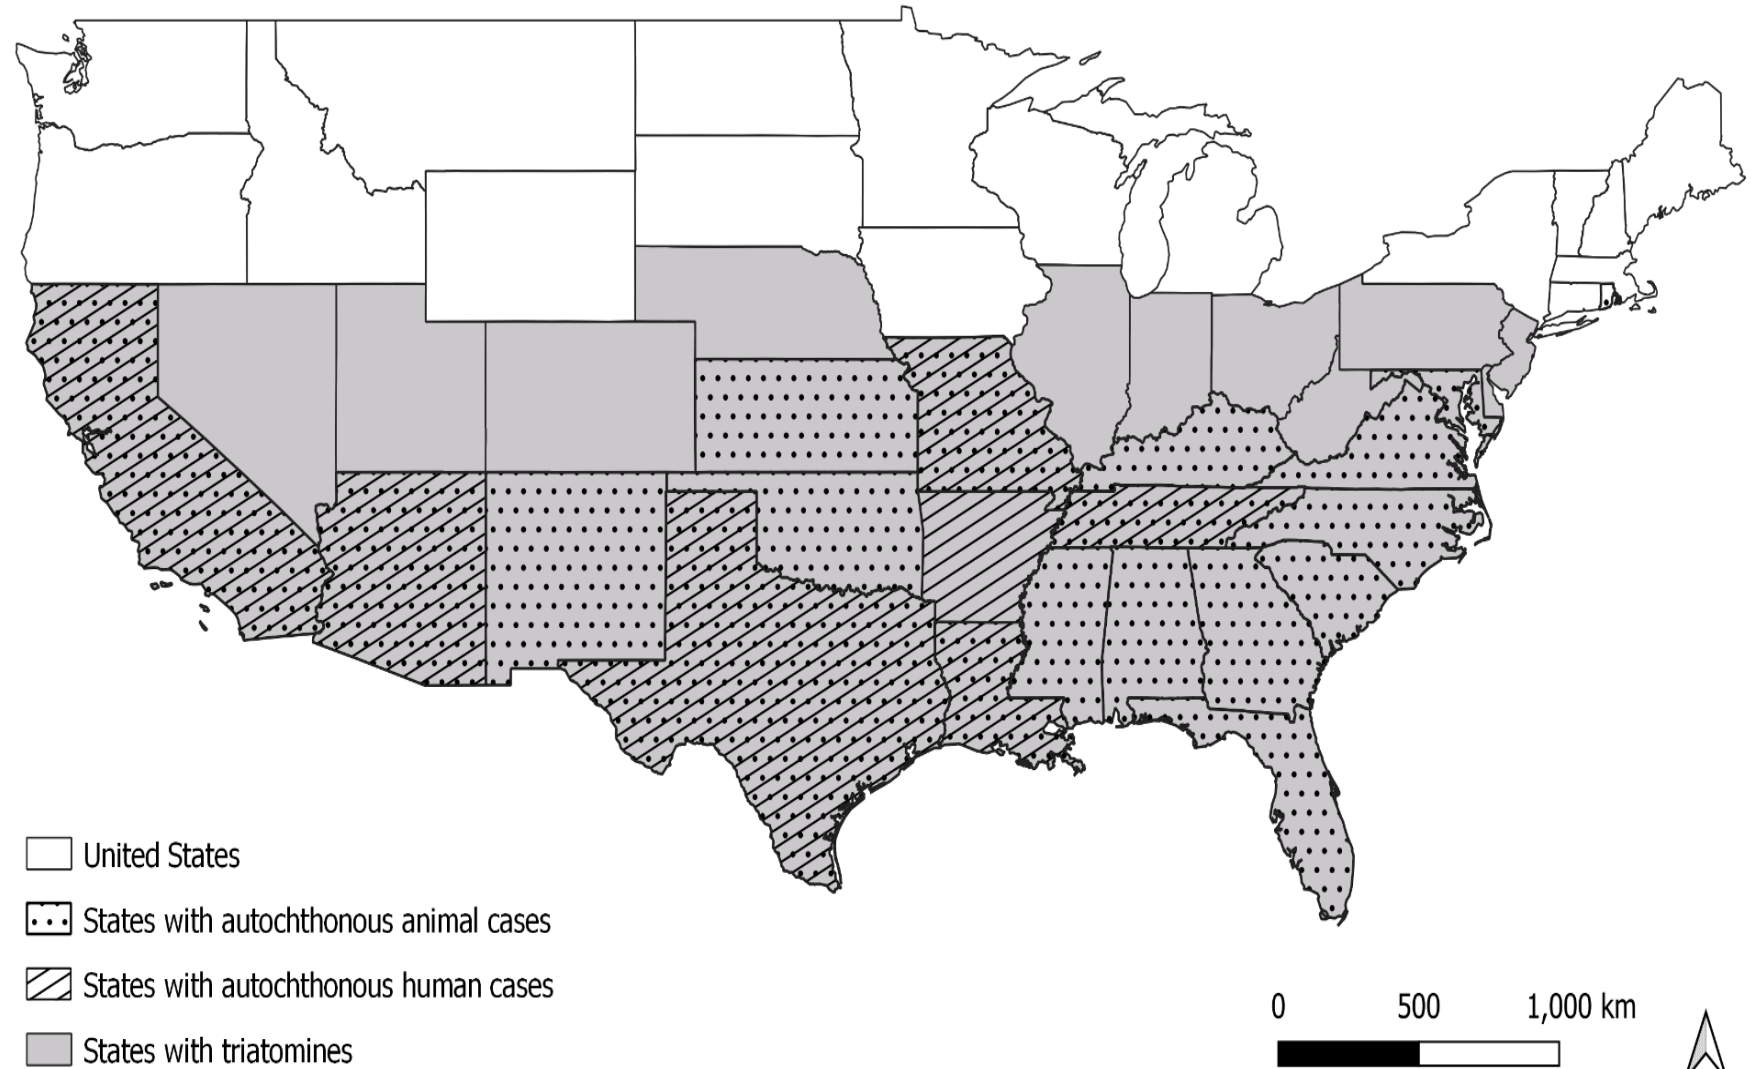 United States
States with autochthonous animal cases
States with autochthonous human cases
States with triatomines
0 500 1,000 km